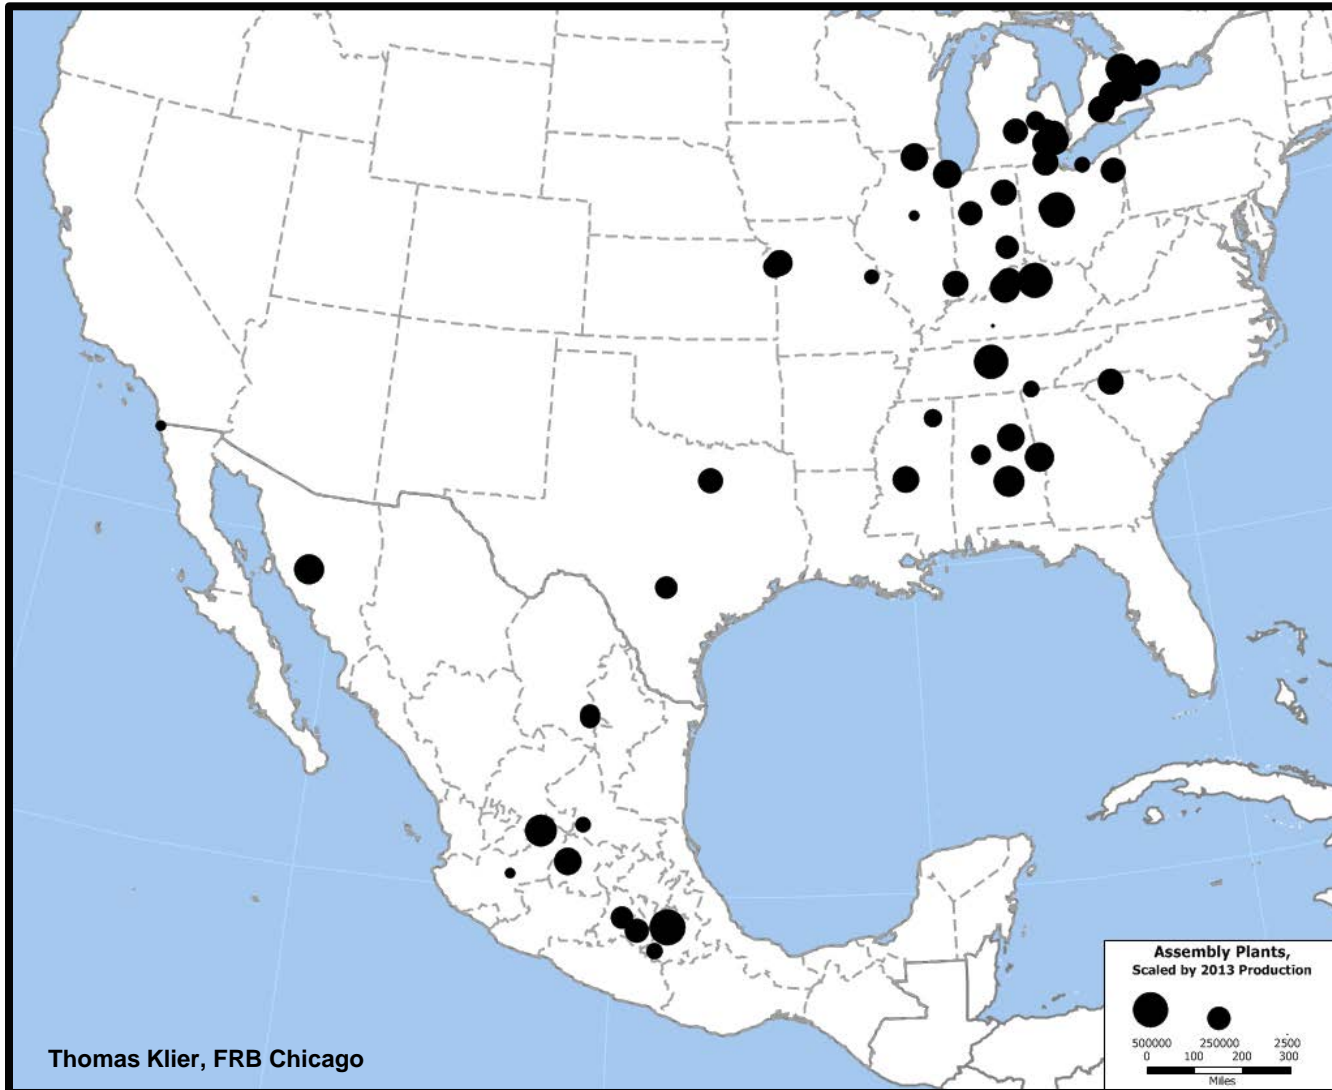 Assembly Plants,
Scaled by 2013 Production
500000 250000 2500
0 100 200 300
Miles
Thomas Klier, FRB Chicago